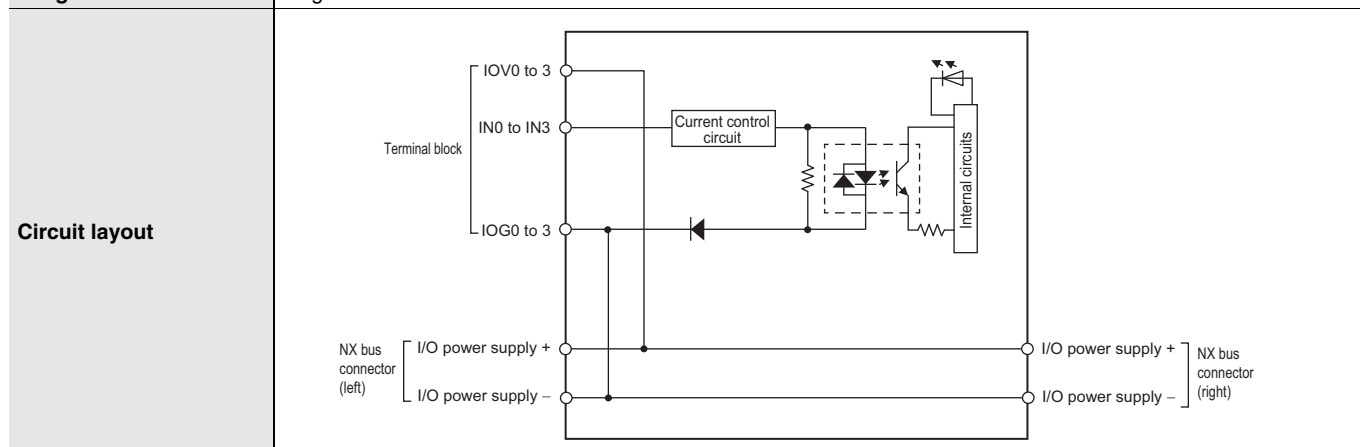 Circuit layout
IOV0 to 3
IN0 to IN3
Terminal block
IOG0 to 3
Current control
circuit
Internal circuits
NX bus
connector
(left)
I/O power supply +
I/O power supply −
I/O power supply +
I/O power supply −
NX bus
connector
(right)